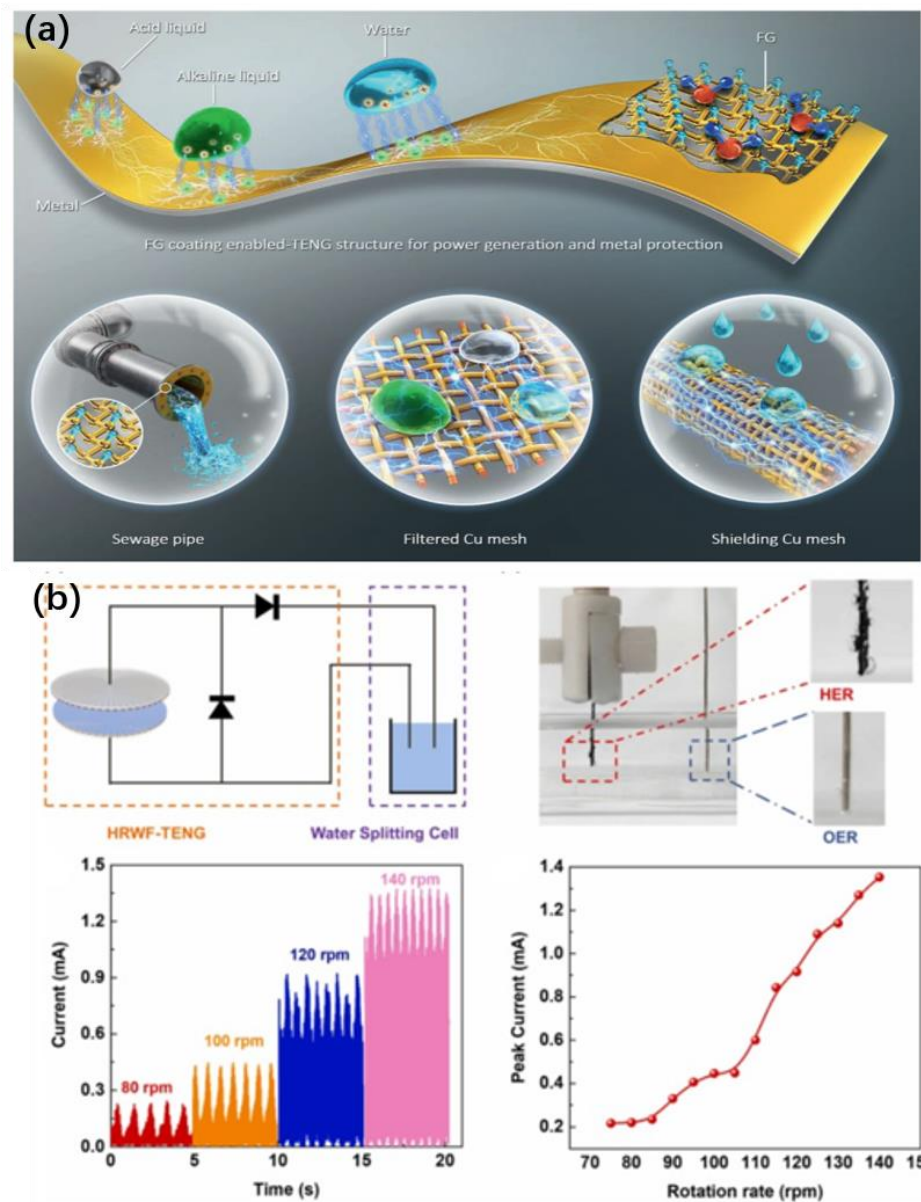 (a)
Acid liquid
Alkaline liquid
Water
FG
Metal
FG coating enabled-TENG structure for power generation and metal protection
Sewage pipe
Filtered Cu mesh
Shielding Cu mesh
(b)
HRWF-TENG
Water Splitting Cell
HER
OER
1.5
1.2
0.9
0.6
0.3
0.0
Current (mA)
80 rpm
100 rpm
120 rpm
140 rpm
0 5 10 15 20
Time (s)
1.4
1.2
1.0
0.8
0.6
0.4
0.2
Peak Current (mA)
70 80 90 100 110 120 130 140
Rotation rate (rpm)